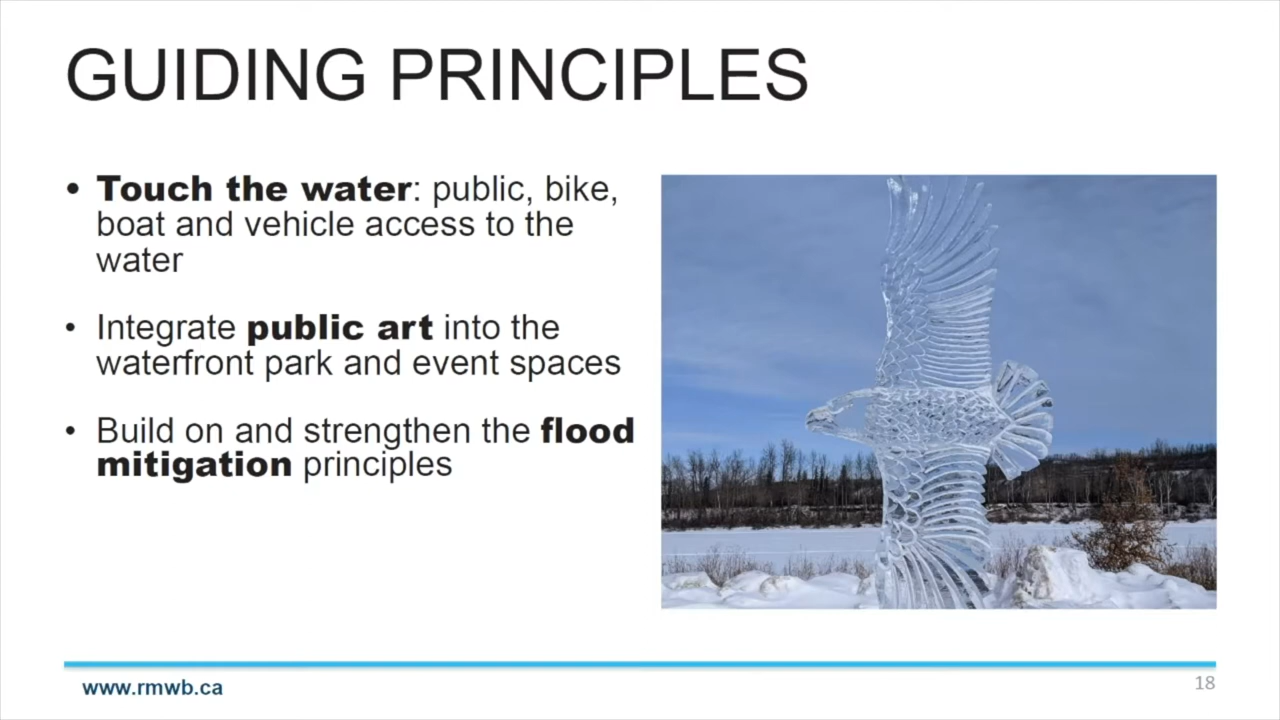 GUIDING PRINCIPLES
• Touch the water: public, bike,
boat and vehicle access to the
water
• Integrate public art into the
waterfront park and event spaces
• Build on and strengthen the flood
mitigation principles
www.rmwb.ca
18